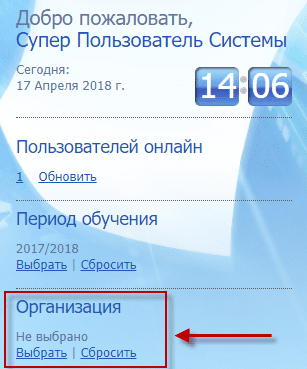 Добро пожаловать,
Супер Пользователь Системы
Сегодня:
17 Апреля 2018 г.
14 06
Пользователей онлайн
1 Обновить
Период обучения
2017/2018
Выбрать | Сбросить
Организация
Не выбрано
Выбрать | Сбросить